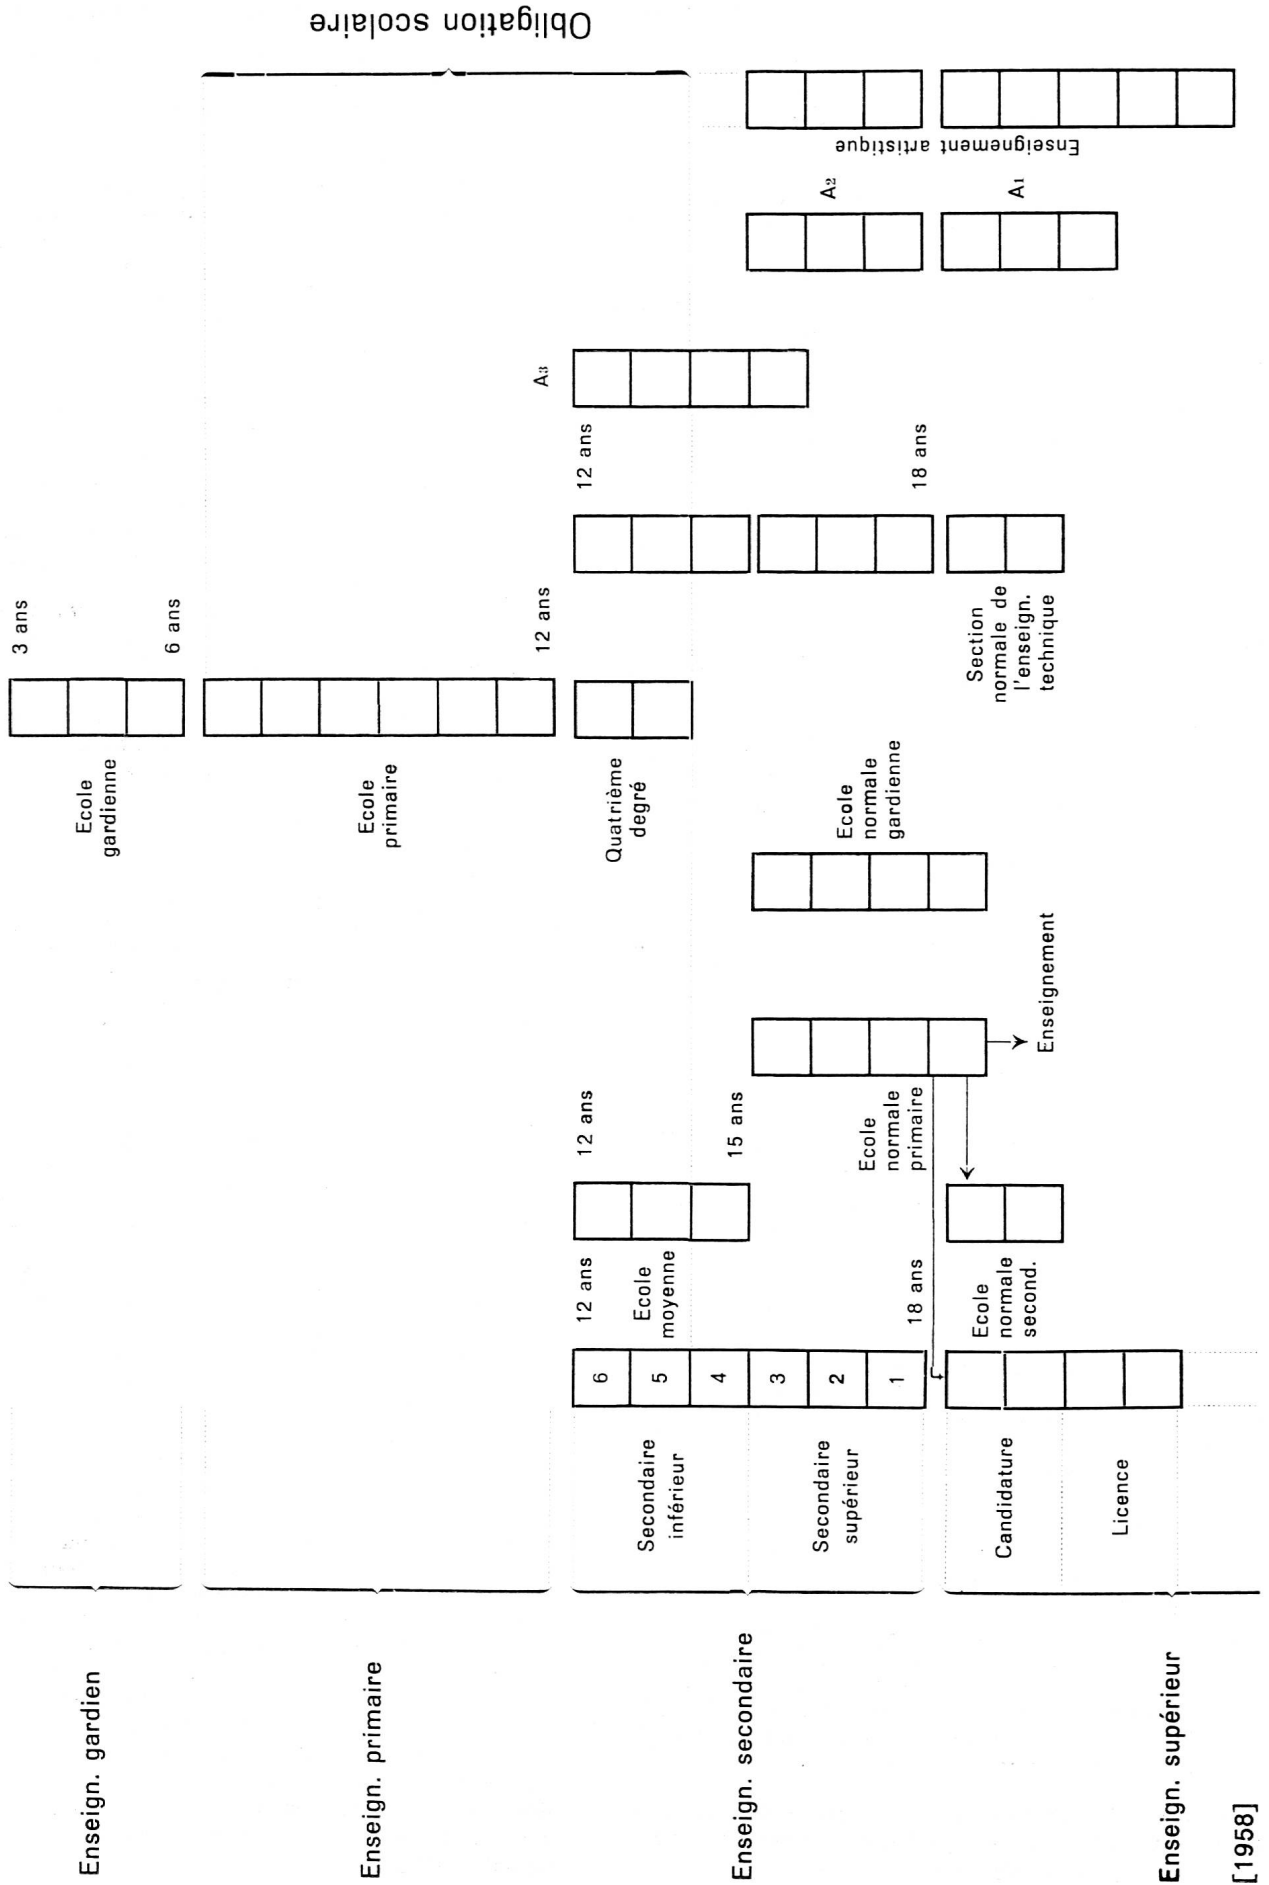 Enseign. gardien
Enseign. primaire
Enseign. secondaire
Enseign. supérieur
[1958]
Secondaire
inférieur
Secondaire
supérieur
Candidature
Licence
6
5
4
3
2
1
12 ans
18 ans
Ecole
moyenne
Ecole
normale
second.
12 ans
15 ans
Ecole
normale
primaire
Enseignement
Ecole
normale
gardienne
Ecole
gardienne
Ecole
primaire
Quatrième
degré
3 ans
6 ans
12 ans
Section
normale de
l'enseign.
technique
12 ans
18 ans
A3
A2
A1
Enseignement artistique
Obligation scolaire